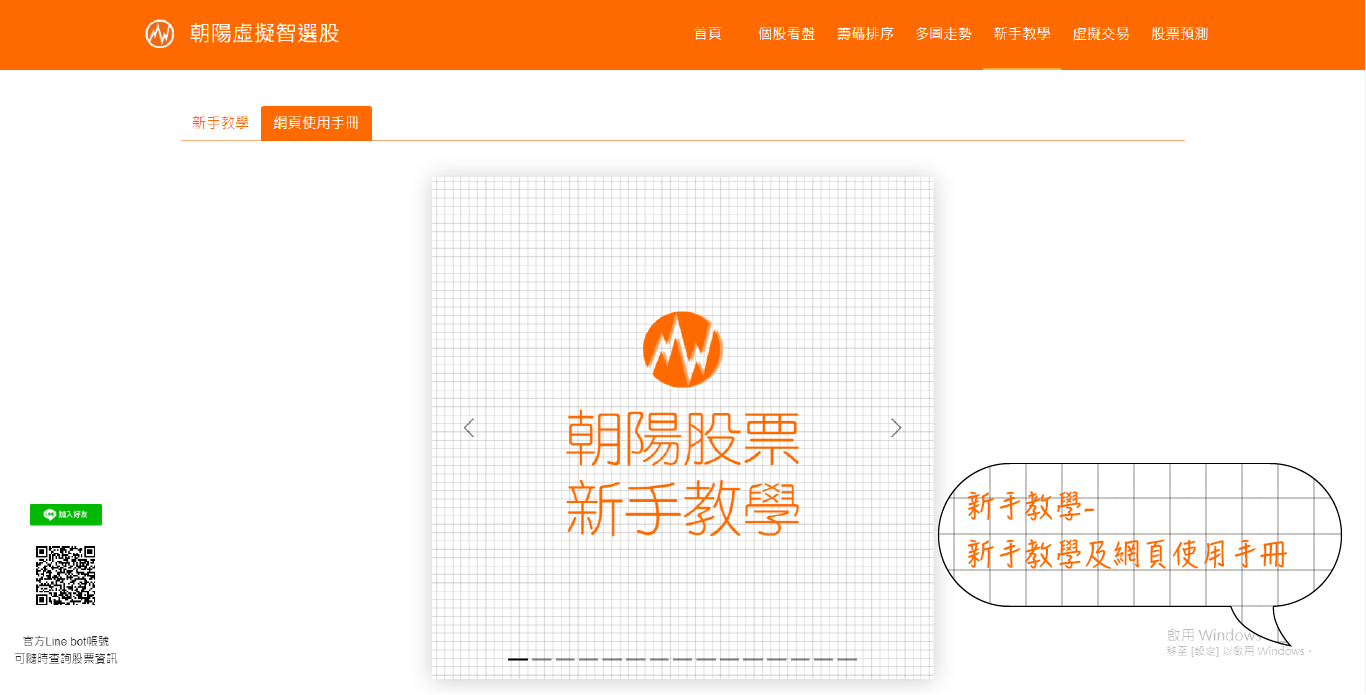 朝陽虛擬智選股
首頁
個股看盤
籌碼排序
多圖走勢
新手教學
虛擬交易
股票預測
新手教學
網頁使用手冊
朝陽股票
新手教學
新手教學-
新手教學及網頁使用手冊
加入好友
官方Line bot帳號
可隨時查詢股票資訊
啟用 Windows
移至 [設定] 以啟用 Windows。